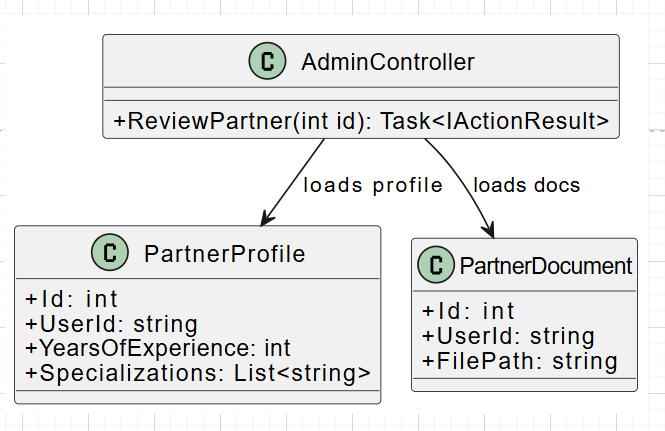 C AdminController
+ReviewPartner(int id): Task<IActionResult>
loads profile
loads docs
C PartnerProfile
+Id: int
+UserId: string
+YearsOfExperience: int
+Specializations: List<string>
C PartnerDocument
+Id: int
+UserId: string
+FilePath: string